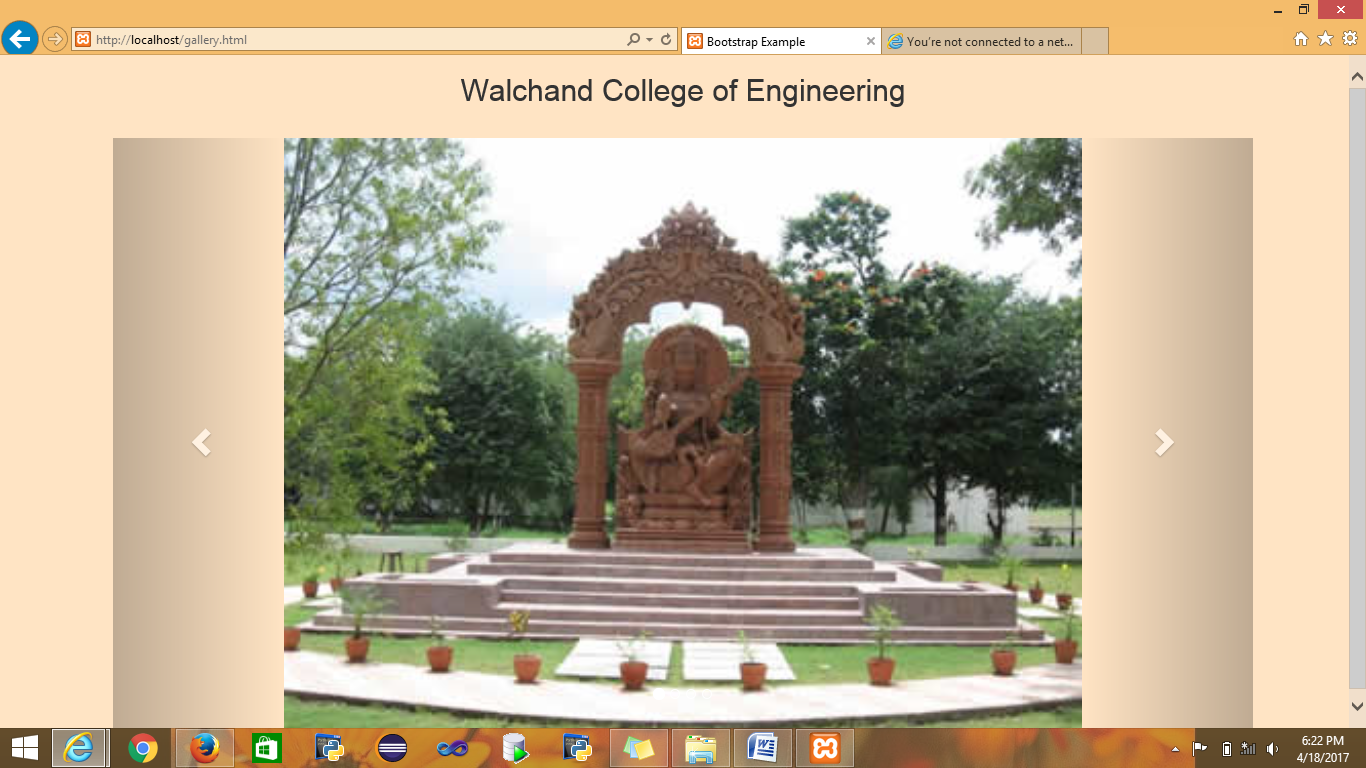 http://localhost/gallery.html
Bootstrap Example
You're not connected to a net...
Walchand College of Engineering
6:22 PM
4/18/2017